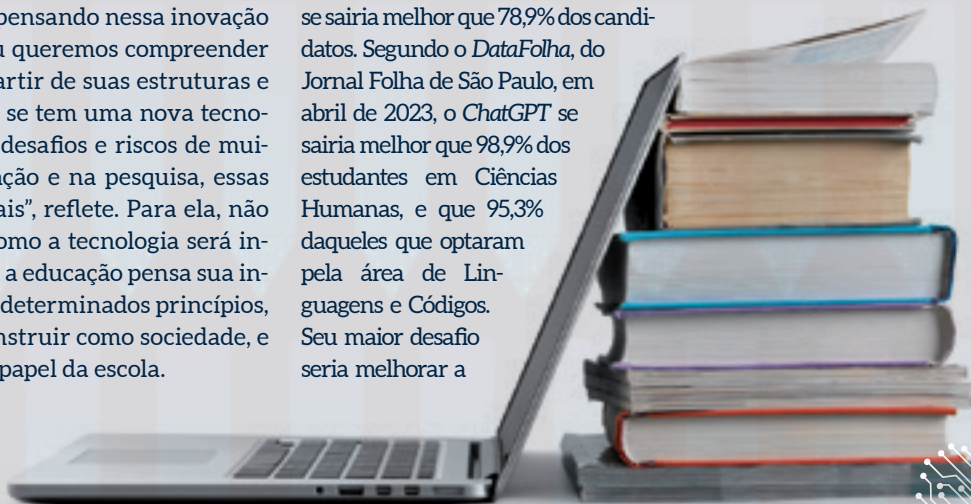 pensando nessa inovação
queremos compreender
artir de suas estruturas e
se tem uma nova tecno-
desafios e riscos de mui-
ção e na pesquisa, essas
ais”, reflete. Para ela, não
omo a tecnologia será in-
a educação pensa sua in-
determinados princípios,
nstruir como sociedade, e
papel da escola.
se sairia melhor que 78,9% dos candi-
datos. Segundo o DataFolha, do
Jornal Folha de São Paulo, em
abril de 2023, o ChatGPT se
sairia melhor que 98,9% dos
estudantes em Ciências
Humanas, e que 95,3%
daqueles que optaram
pela área de Lin-
guagens e Códigos.
Seu maior desafio
seria melhorar a